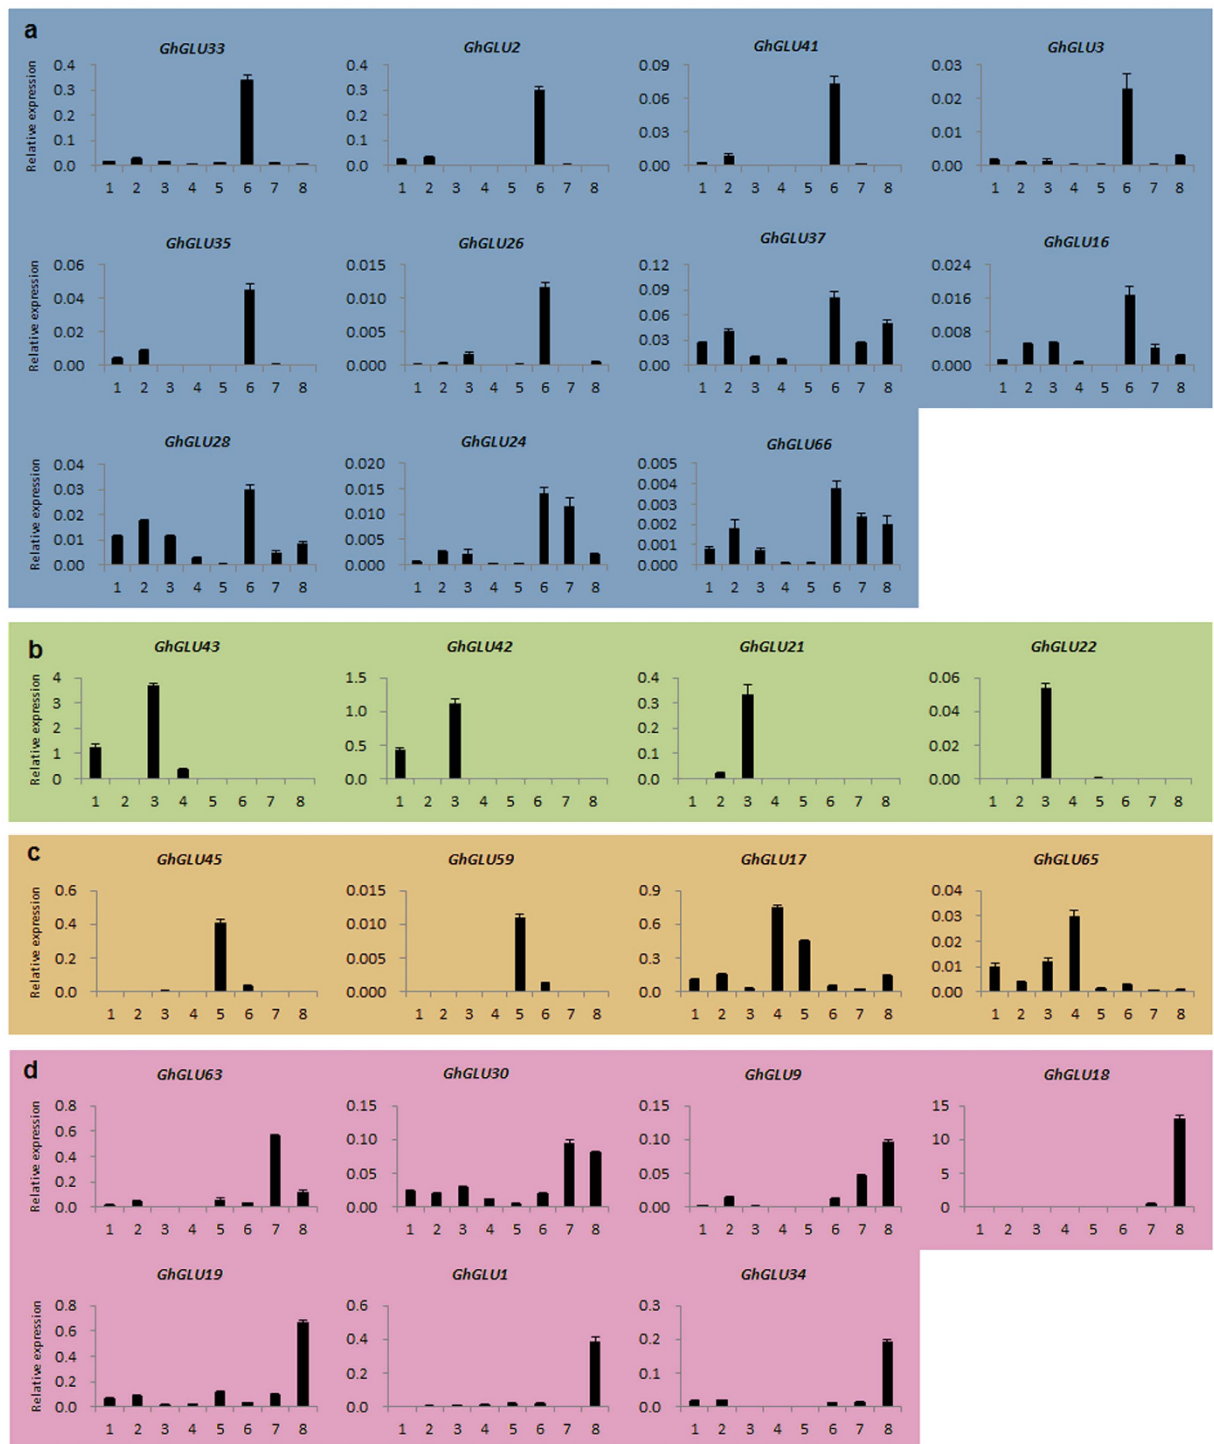 a
GhGLU33 GhGLU2 GhGLU41 GhGLU3
Relative expression
0.4 0.4 0.09 0.03
0.3 0.3 0.06 0.02
0.2 0.2 0.03 0.01
0.1 0.1 0.00 0.00
0.0 0.0
1 2 3 4 5 6 7 8 1 2 3 4 5 6 7 8 1 2 3 4 5 6 7 8 1 2 3 4 5 6 7 8
GhGLU35 GhGLU26 GhGLU37 GhGLU16
Relative expression
0.06 0.015 0.12 0.024
0.04 0.010 0.09 0.016
0.02 0.005 0.06 0.008
0.00 0.000 0.03 0.000
0.00
1 2 3 4 5 6 7 8 1 2 3 4 5 6 7 8 1 2 3 4 5 6 7 8 1 2 3 4 5 6 7 8
GhGLU28 GhGLU24 GhGLU66
Relative expression
0.04 0.020 0.005
0.03 0.015 0.004
0.02 0.010 0.003
0.01 0.005 0.002
0.00 0.000 0.001
0.000
1 2 3 4 5 6 7 8 1 2 3 4 5 6 7 8 1 2 3 4 5 6 7 8
b
GhGLU43 GhGLU42 GhGLU21 GhGLU22
Relative expression
4 1.5 0.4 0.06
3 1.0 0.3 0.04
2 0.5 0.2 0.02
1 0.0 0.1 0.00
0 0.0
1 2 3 4 5 6 7 8 1 2 3 4 5 6 7 8 1 2 3 4 5 6 7 8 1 2 3 4 5 6 7 8
c
GhGLU45 GhGLU59 GhGLU17 GhGLU65
Relative expression
0.6 0.015 0.9 0.04
0.4 0.010 0.6 0.03
0.2 0.005 0.3 0.02
0.0 0.000 0.0 0.01
0.00
1 2 3 4 5 6 7 8 1 2 3 4 5 6 7 8 1 2 3 4 5 6 7 8 1 2 3 4 5 6 7 8
d
GhGLU63 GhGLU30 GhGLU9 GhGLU18
Relative expression
0.8 0.15 0.15 15
0.6 0.10 0.10 10
0.4 0.05 0.05 5
0.2 0.00 0.00 0
0.0
1 2 3 4 5 6 7 8 1 2 3 4 5 6 7 8 1 2 3 4 5 6 7 8 1 2 3 4 5 6 7 8
GhGLU19 GhGLU1 GhGLU34
Relative expression
0.8 0.6 0.3
0.6 0.4 0.2
0.4 0.2 0.1
0.2 0.0 0.0
0.0
1 2 3 4 5 6 7 8 1 2 3 4 5 6 7 8 1 2 3 4 5 6 7 8